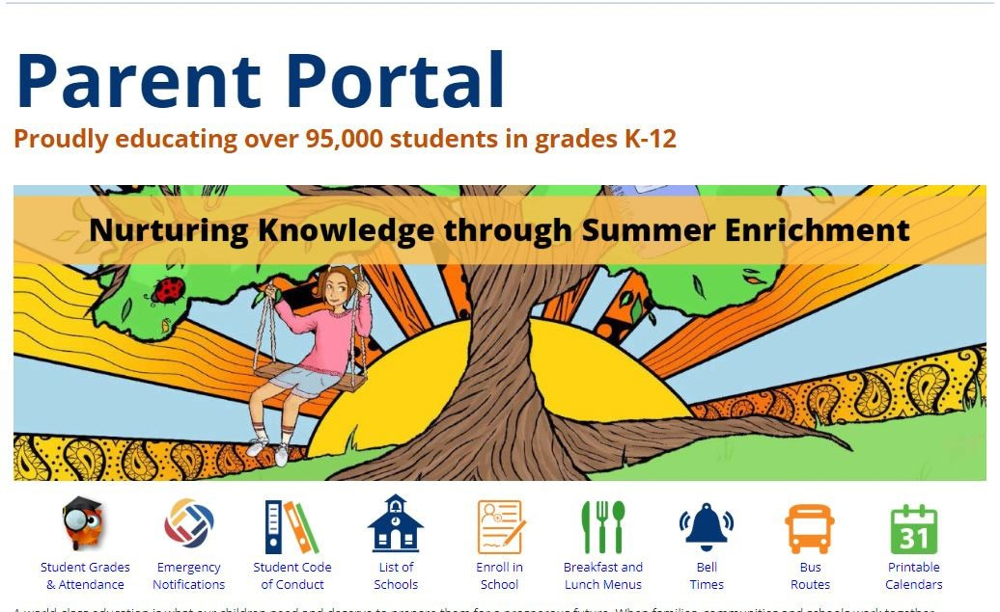 Parent Portal
Proudly educating over 95,000 students in grades K-12
Nurturing Knowledge through Summer Enrichment
Student Grades
& Attendance
Emergency
Notifications
Student Code
of Conduct
List of
Schools
Enroll in
School
Breakfast and
Lunch Menus
Bell
Times
Bus
Routes
31
Printable
Calendars
A world-class education is what our children need and deserve to prepare them for a prosperous future. When families, communities and schools work together